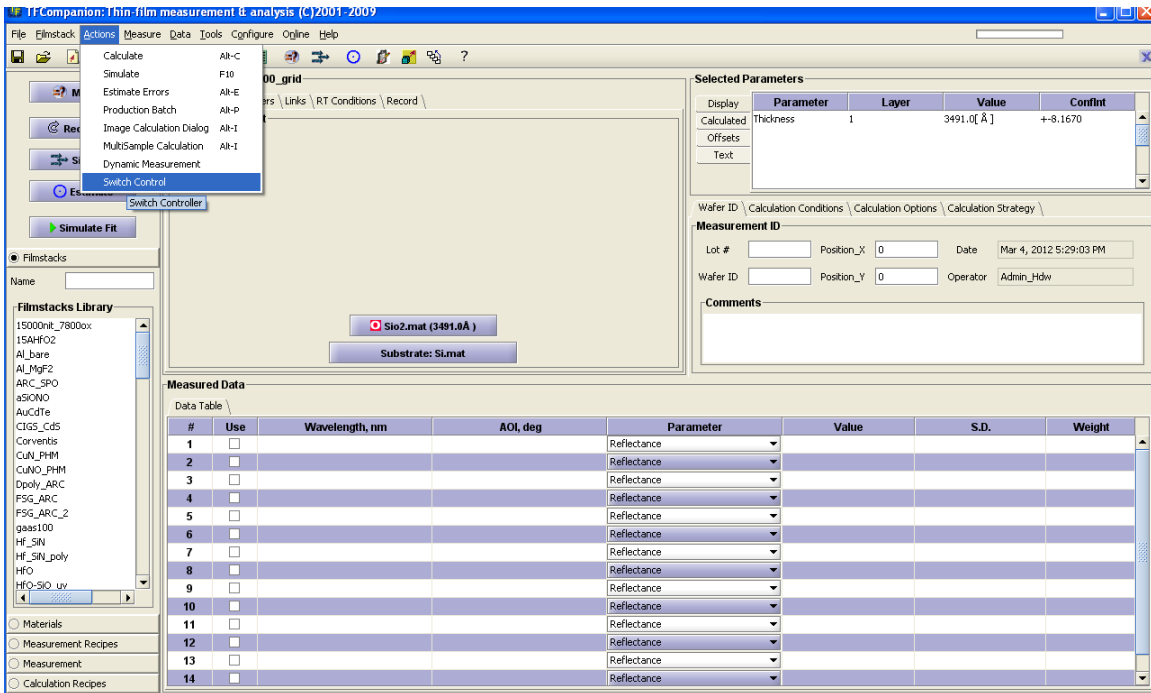 TFCompanion: Thin-film measurement & analysis (C)2001-2009
File Filmstack Actions Measure Data Tools Configure Online Help
Calculate Alt-C
Simulate F10
Estimate Errors Alt-E
Production Batch Alt-P
Image Calculation Dialog Alt-I
MultiSample Calculation Alt-I
Dynamic Measurement
Switch Control
Switch Controller
?
M
Rec
Si
Simulate Fit
00_grid
ers Links RT Conditions Record
Sio2.mat (3491.0Å )
Substrate: Si.mat
Selected Parameters
Display
Calculated
Offsets
Text
Parameter Layer Value ConfInt
Thickness 1 3491.0[ Å ] +-8.1670
Wafer ID Calculation Conditions Calculation Options Calculation Strategy
Measurement ID
Lot # Position_X 0 Date Mar 4, 2012 5:29:03 PM
Wafer ID Position_Y 0 Operator Admin_Hdw
Comments
Filmstacks
Name
Filmstacks Library
15000nit_7800ox
15AHfO2
Al_bare
Al_MgF2
ARC_SPO
aSiONO
AuCdTe
CIGS_CdS
Corventis
CuN_PHM
CuNO_PHM
Dpoly_ARC
FSG_ARC
FSG_ARC_2
gaas100
Hf_SiN
Hf_SiN_poly
HfO
HfO-SiO_uv
Materials
Measurement Recipes
Measurement
Calculation Recipes
Measured Data
Data Table
# Use Wavelength, nm AOI, deg Parameter Value S.D. Weight
1 Reflectance
2 Reflectance
3 Reflectance
4 Reflectance
5 Reflectance
6 Reflectance
7 Reflectance
8 Reflectance
9 Reflectance
10 Reflectance
11 Reflectance
12 Reflectance
13 Reflectance
14 Reflectance